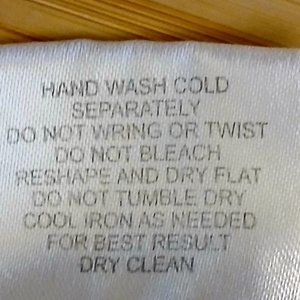 HAND WASH COLD
SEPARATELY
DO NOT WRING OR TWIST
DO NOT BLEACH
RESHAPE AND DRY FLAT
DO NOT TUMBLE DRY
COOL IRON AS NEEDED
FOR BEST RESULT
DRY CLEAN